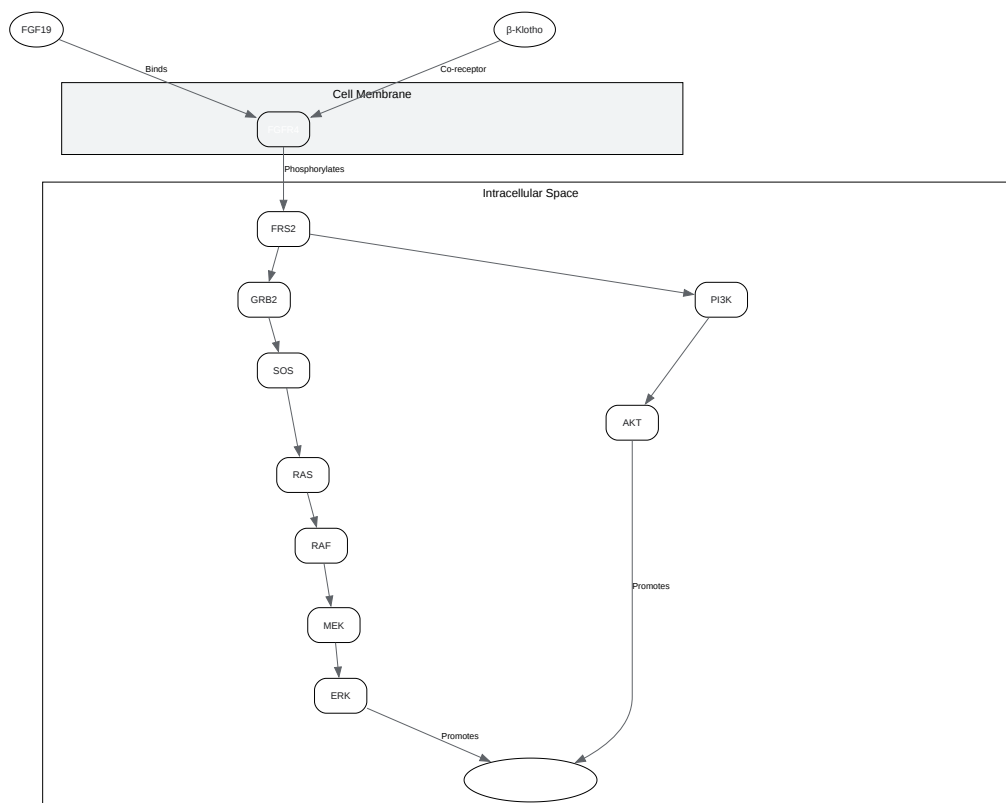 FGF19
β-Klotho
Binds
Co-receptor
Cell Membrane
Phosphorylates
Intracellular Space
FRS2
GRB2
PI3K
SOS
AKT
RAS
RAF
Promotes
MEK
ERK
Promotes